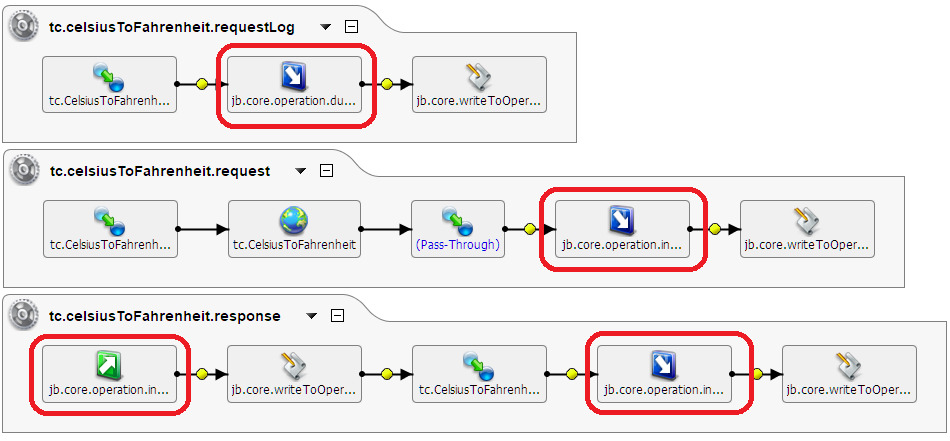 tc.celsiusToFahrenheit.requestLog
tc.CelsiusToFahrenh... jb.core.operation.du... jb.core.writeToOper...
tc.celsiusToFahrenheit.request
tc.CelsiusToFahrenh... tc.CelsiusToFahrenheit (Pass-Through) jb.core.operation.in... jb.core.writeToOper...
tc.celsiusToFahrenheit.response
jb.core.operation.in... jb.core.writeToOper... tc.CelsiusToFahrenh... jb.core.operation.in... jb.core.writeToOper...